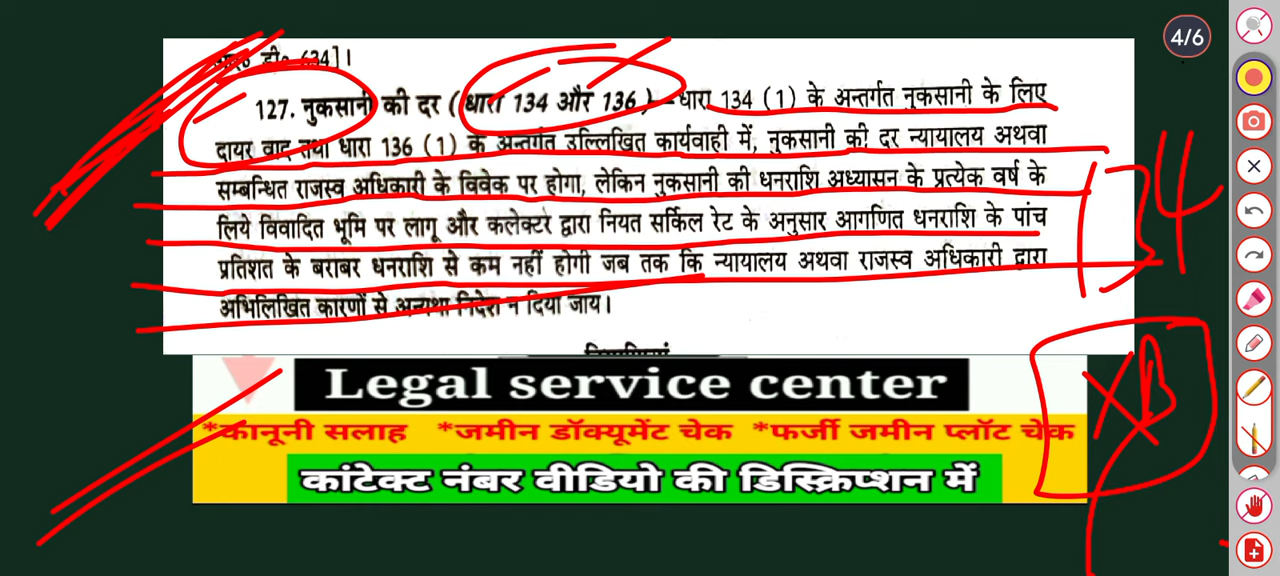 4/6
127. नुकसानी की दर (धारा 134 और 136) – धारा 134 (1) के अन्तर्गत नुकसानी के लिए
दायर वाद तथा धारा 136 (1) के अन्तर्गत उल्लिखित कार्यवाही में, नुकसानी की दर न्यायालय अथवा
सम्बन्धित राजस्व अधिकारी के विवेक पर होगा, लेकिन नुकसानी की धनराशि अध्यासन के प्रत्येक वर्ष के
लिये विवादित भूमि पर लागू और कलेक्टर द्वारा नियत सर्किल रेट के अनुसार आगणित धनराशि के पांच
प्रतिशत के बराबर धनराशि से कम नहीं होगी जब तक कि न्यायालय अथवा राजस्व अधिकारी द्वारा
अभिलिखित कारणों से अन्यथा निदेश न दिया जाय।
134
Legal service center
*कानूनी सलाह *जमीन डॉक्यूमेंट चेक *फर्जी जमीन प्लॉट चेक
कांटेक्ट नंबर वीडियो की डिस्क्रिप्शन में